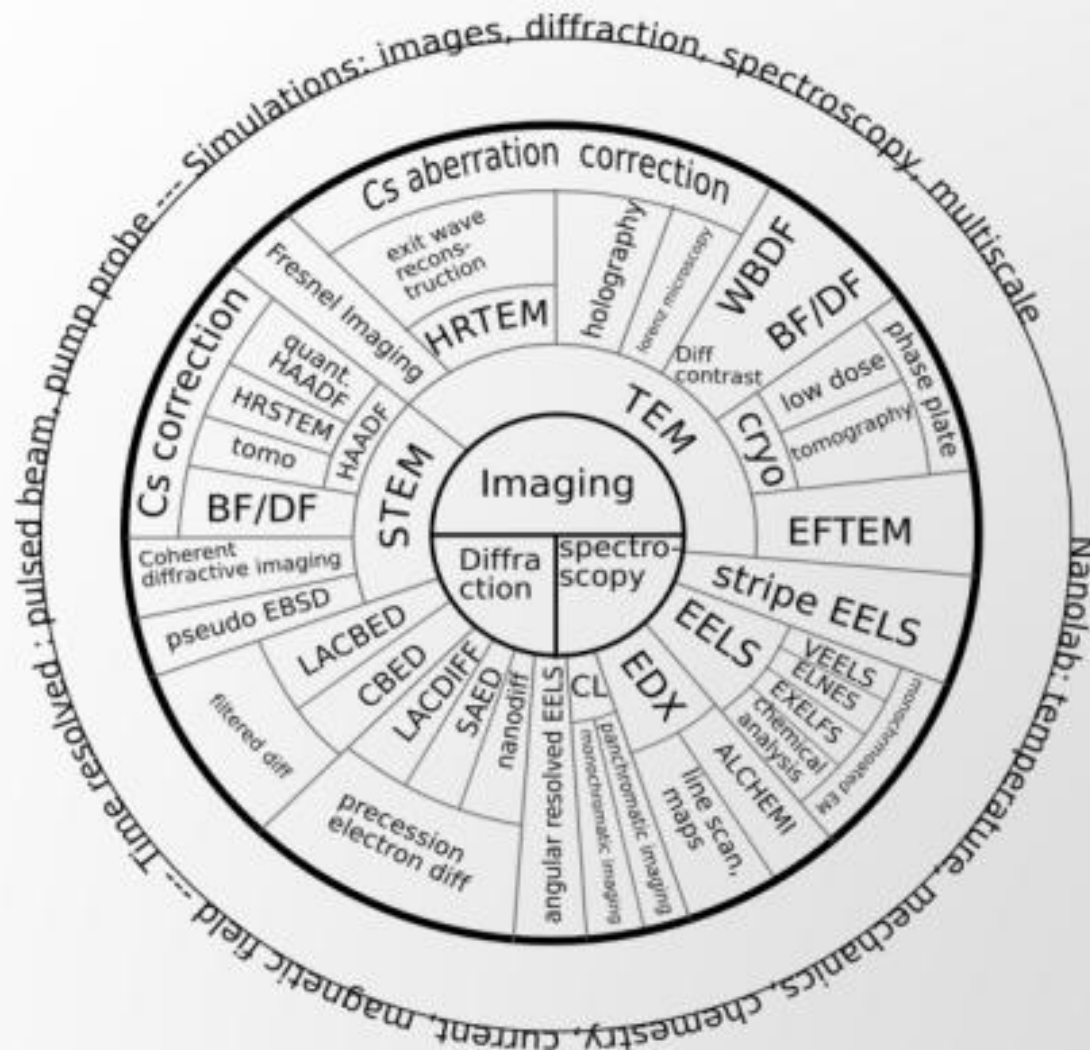 Simulations: images, diffraction, spectroscopy, multiscale
Nanolab: temperature,, mechanics, chemestry, current, magnetic field ---
Time resolved : pulsed beam, pump probe ---
Cs aberration correction
exit wave
recons-
truction
HRTEM
holography
lorenz microscopy
WBDF
BF/DF
Diff
contrast
phase plate
low dose
tomography
cryo
EFTEM
TEM
Fresnel Imaging
Cs correction
quant.
HAADF
HRSTEM
tomo
HAADF
BF/DF
STEM
Coherent
diffractive imaging
pseudo EBSD
Imaging
Diffra
ction
spectro-
scopy
stripe EELS
EELS
VEELS
ELNES
EXELFS
chemical
analysis
monochromated EM
ALCHEMI
EDX
line scan,
maps
CL
panchromatic imaging
monochromatic imaging
angular resolved EELS
nanodiff
SAED
LACDIFF
CBED
LACBED
filtered diff
precession
electron diff